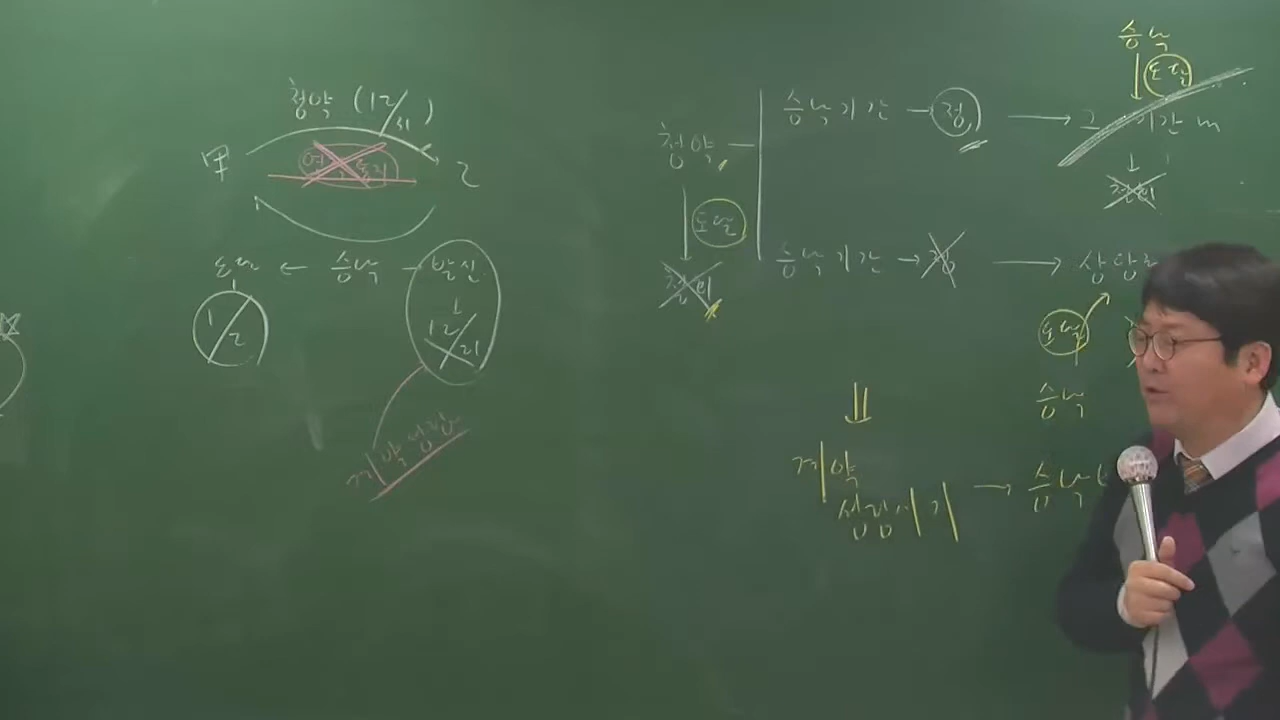 청약 (12/31)
甲
乙
도달 ← 승낙 ← 발신
1/2
12/31
계약성립
청약
도달
철회
승낙기간 → 정
승낙
도달
그 기간 in
철회
승낙기간 → 정
상당
도달
승낙
계약
성립시기
→ 승낙